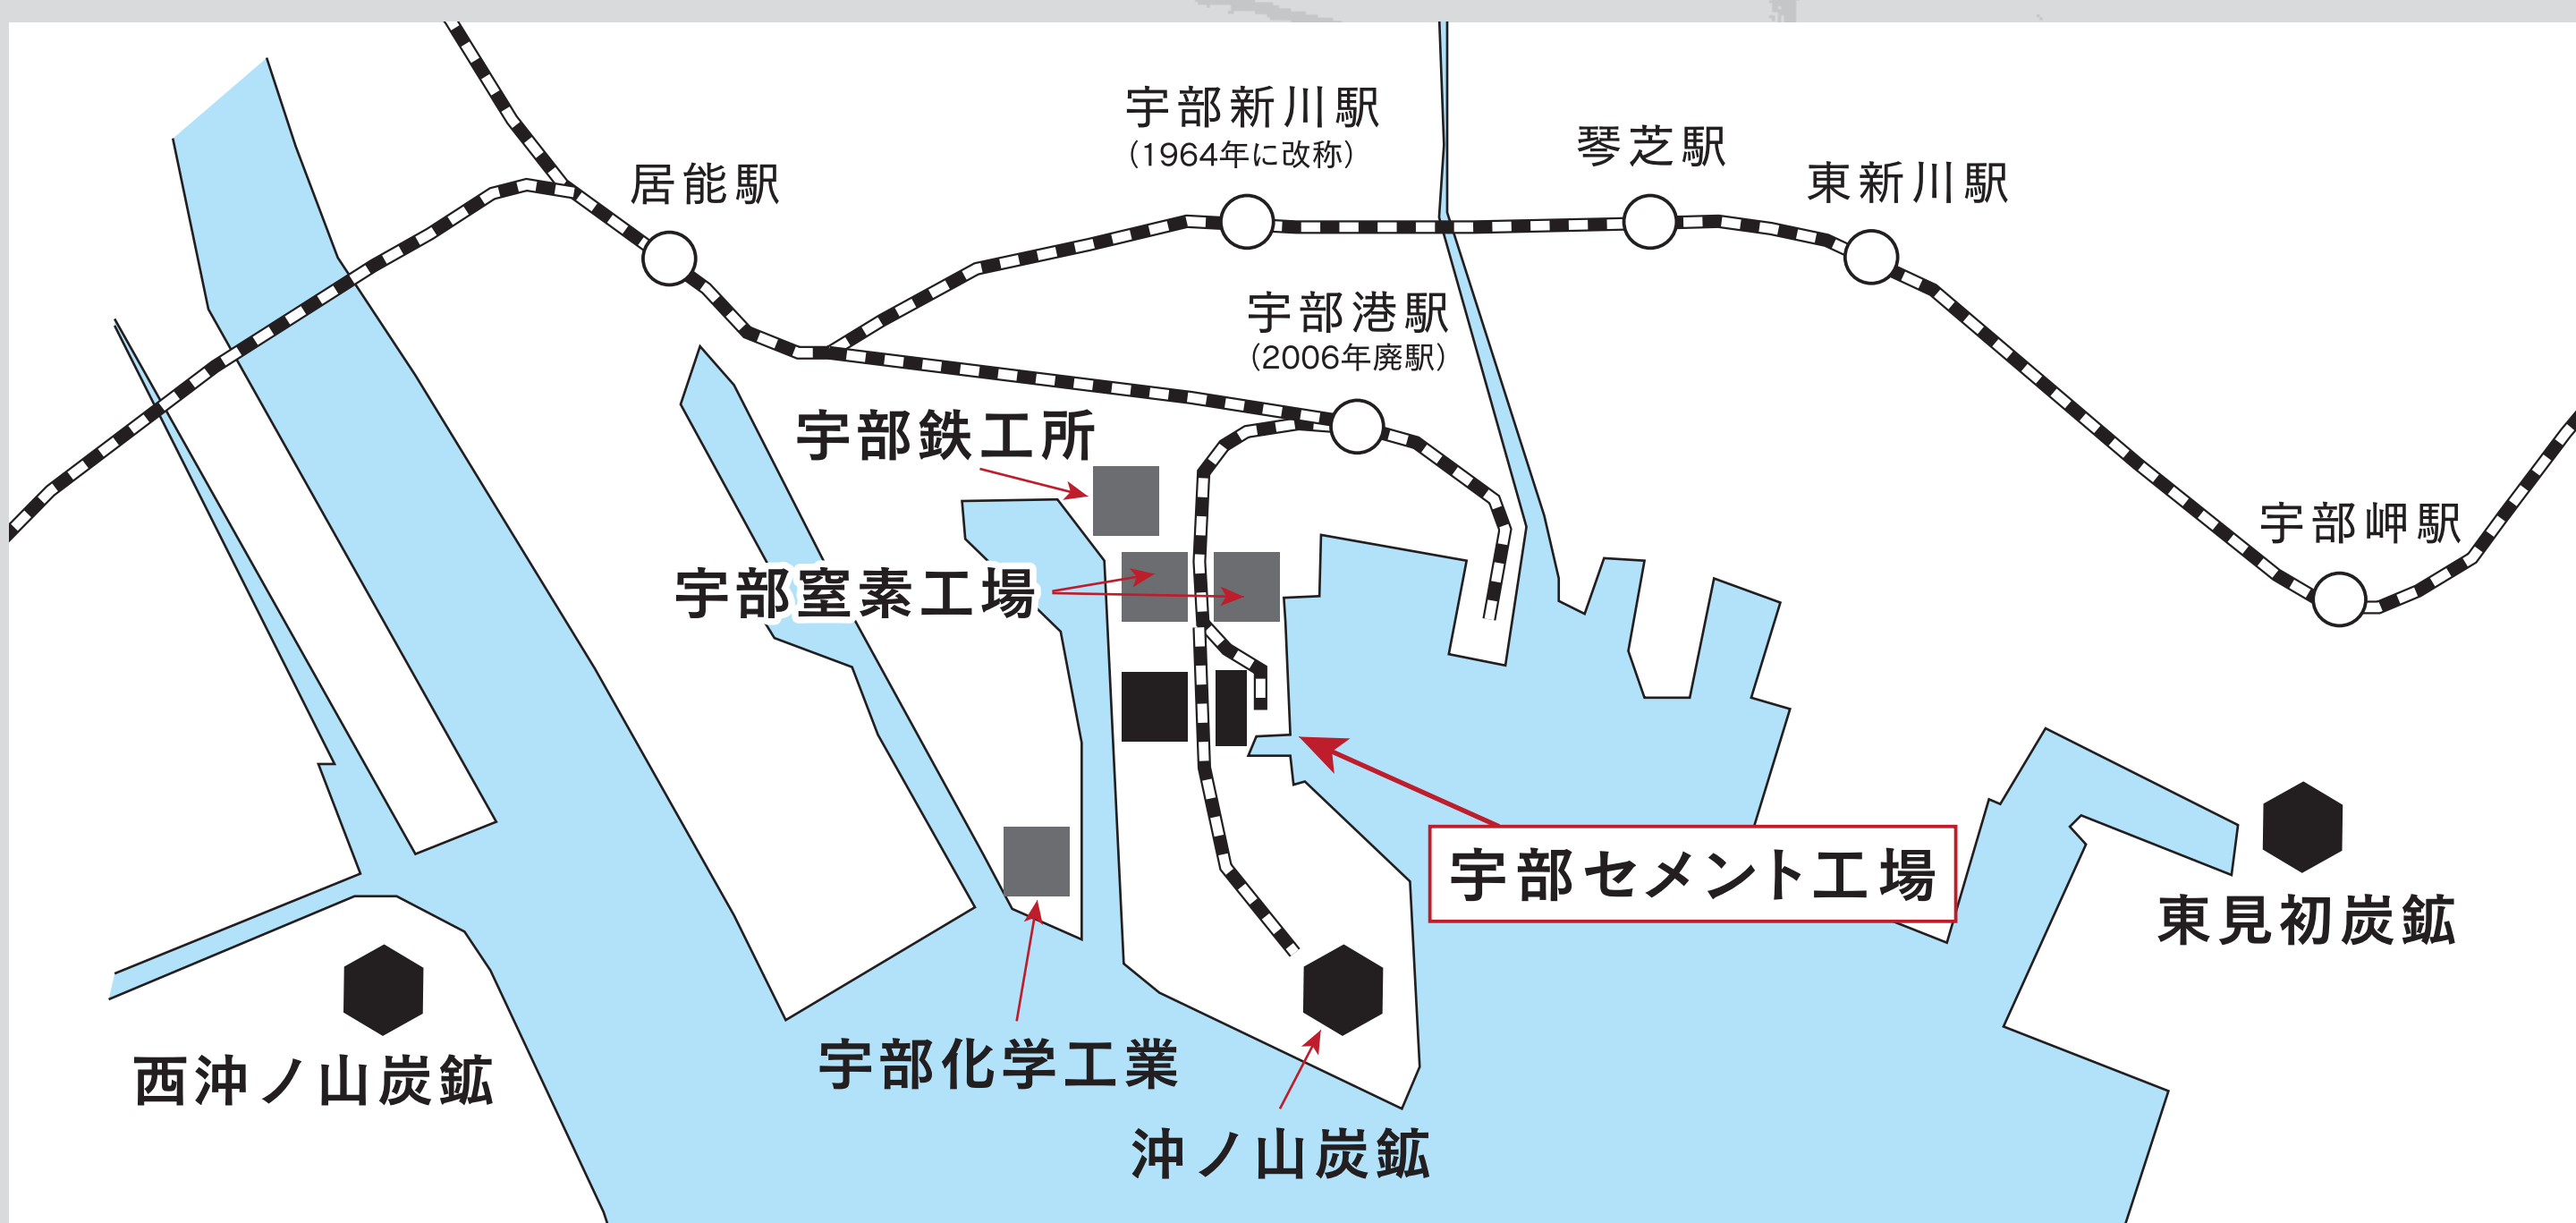 宇部新川駅
（1964年に改称）
琴芝駅
東新川駅
居能駅
宇部港駅
（2006年廃駅）
宇部鉄工所
宇部岬駅
宇部窒素工場
宇部セメント工場
東見初炭鉱
西沖ノ山炭鉱
宇部化学工業
沖ノ山炭鉱